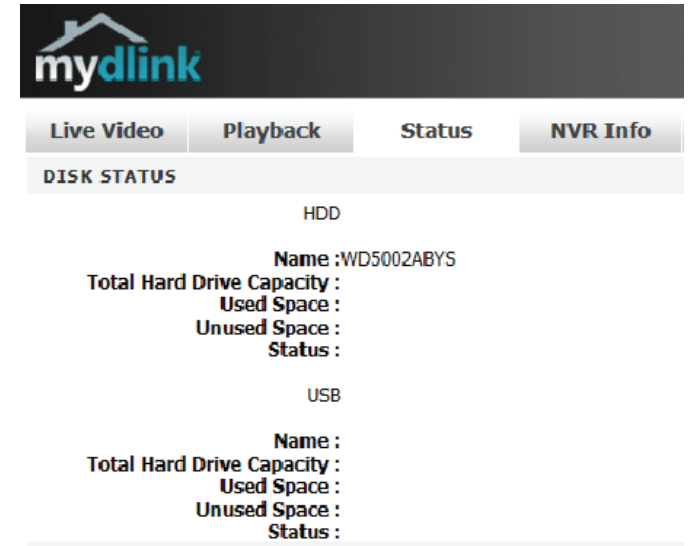 mydlink
Live Video Playback Status NVR Info
DISK STATUS
HDD
Name :WD5002ABYS
Total Hard Drive Capacity :
Used Space :
Unused Space :
Status :
USB
Name :
Total Hard Drive Capacity :
Used Space :
Unused Space :
Status :